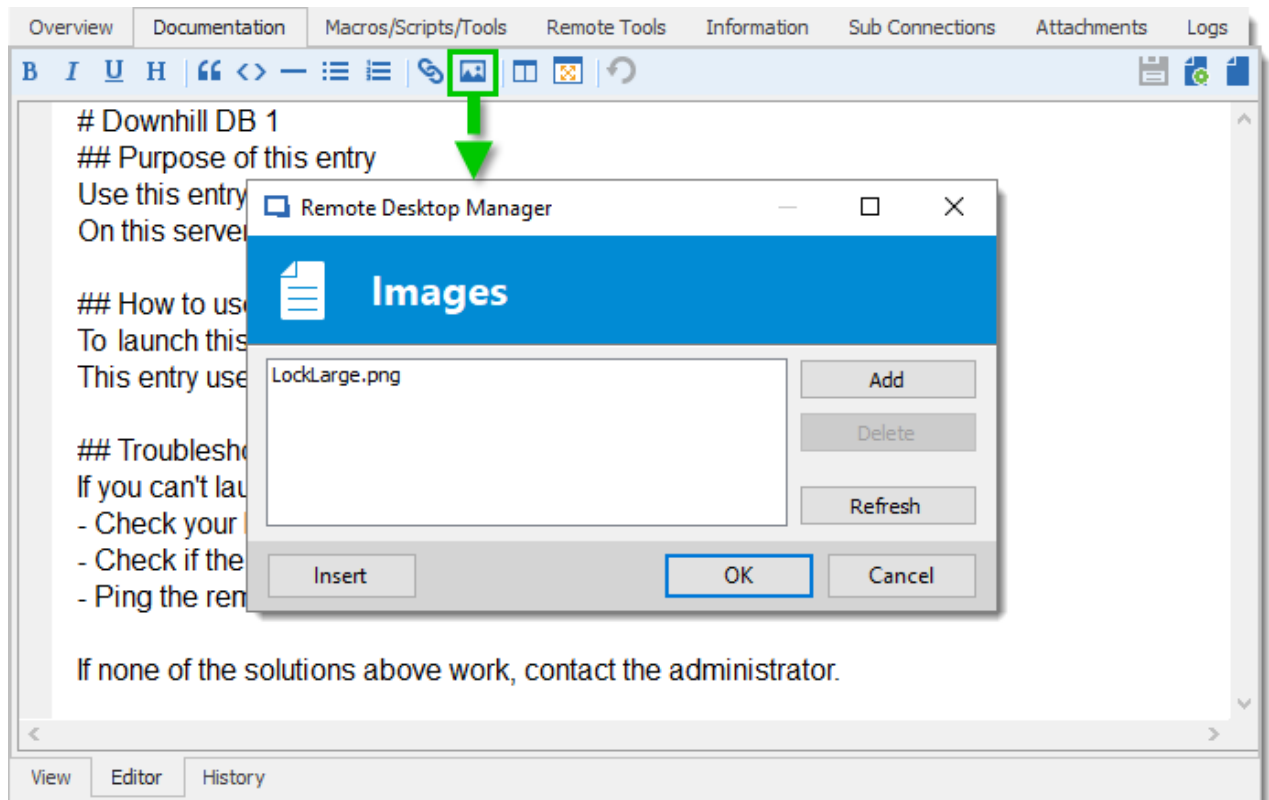 Overview Documentation Macros/Scripts/Tools Remote Tools Information Sub Connections Attachments Logs
B I U H
# Downhill DB 1
## Purpose of this entry
Use this entry
On this server
## How to use
To launch this
This entry use
## Troublesho
If you can't lau
- Check your
- Check if the
- Ping the rem
If none of the solutions above work, contact the administrator.
Remote Desktop Manager
Images
LockLarge.png
Add
Delete
Refresh
Insert OK Cancel
View Editor History